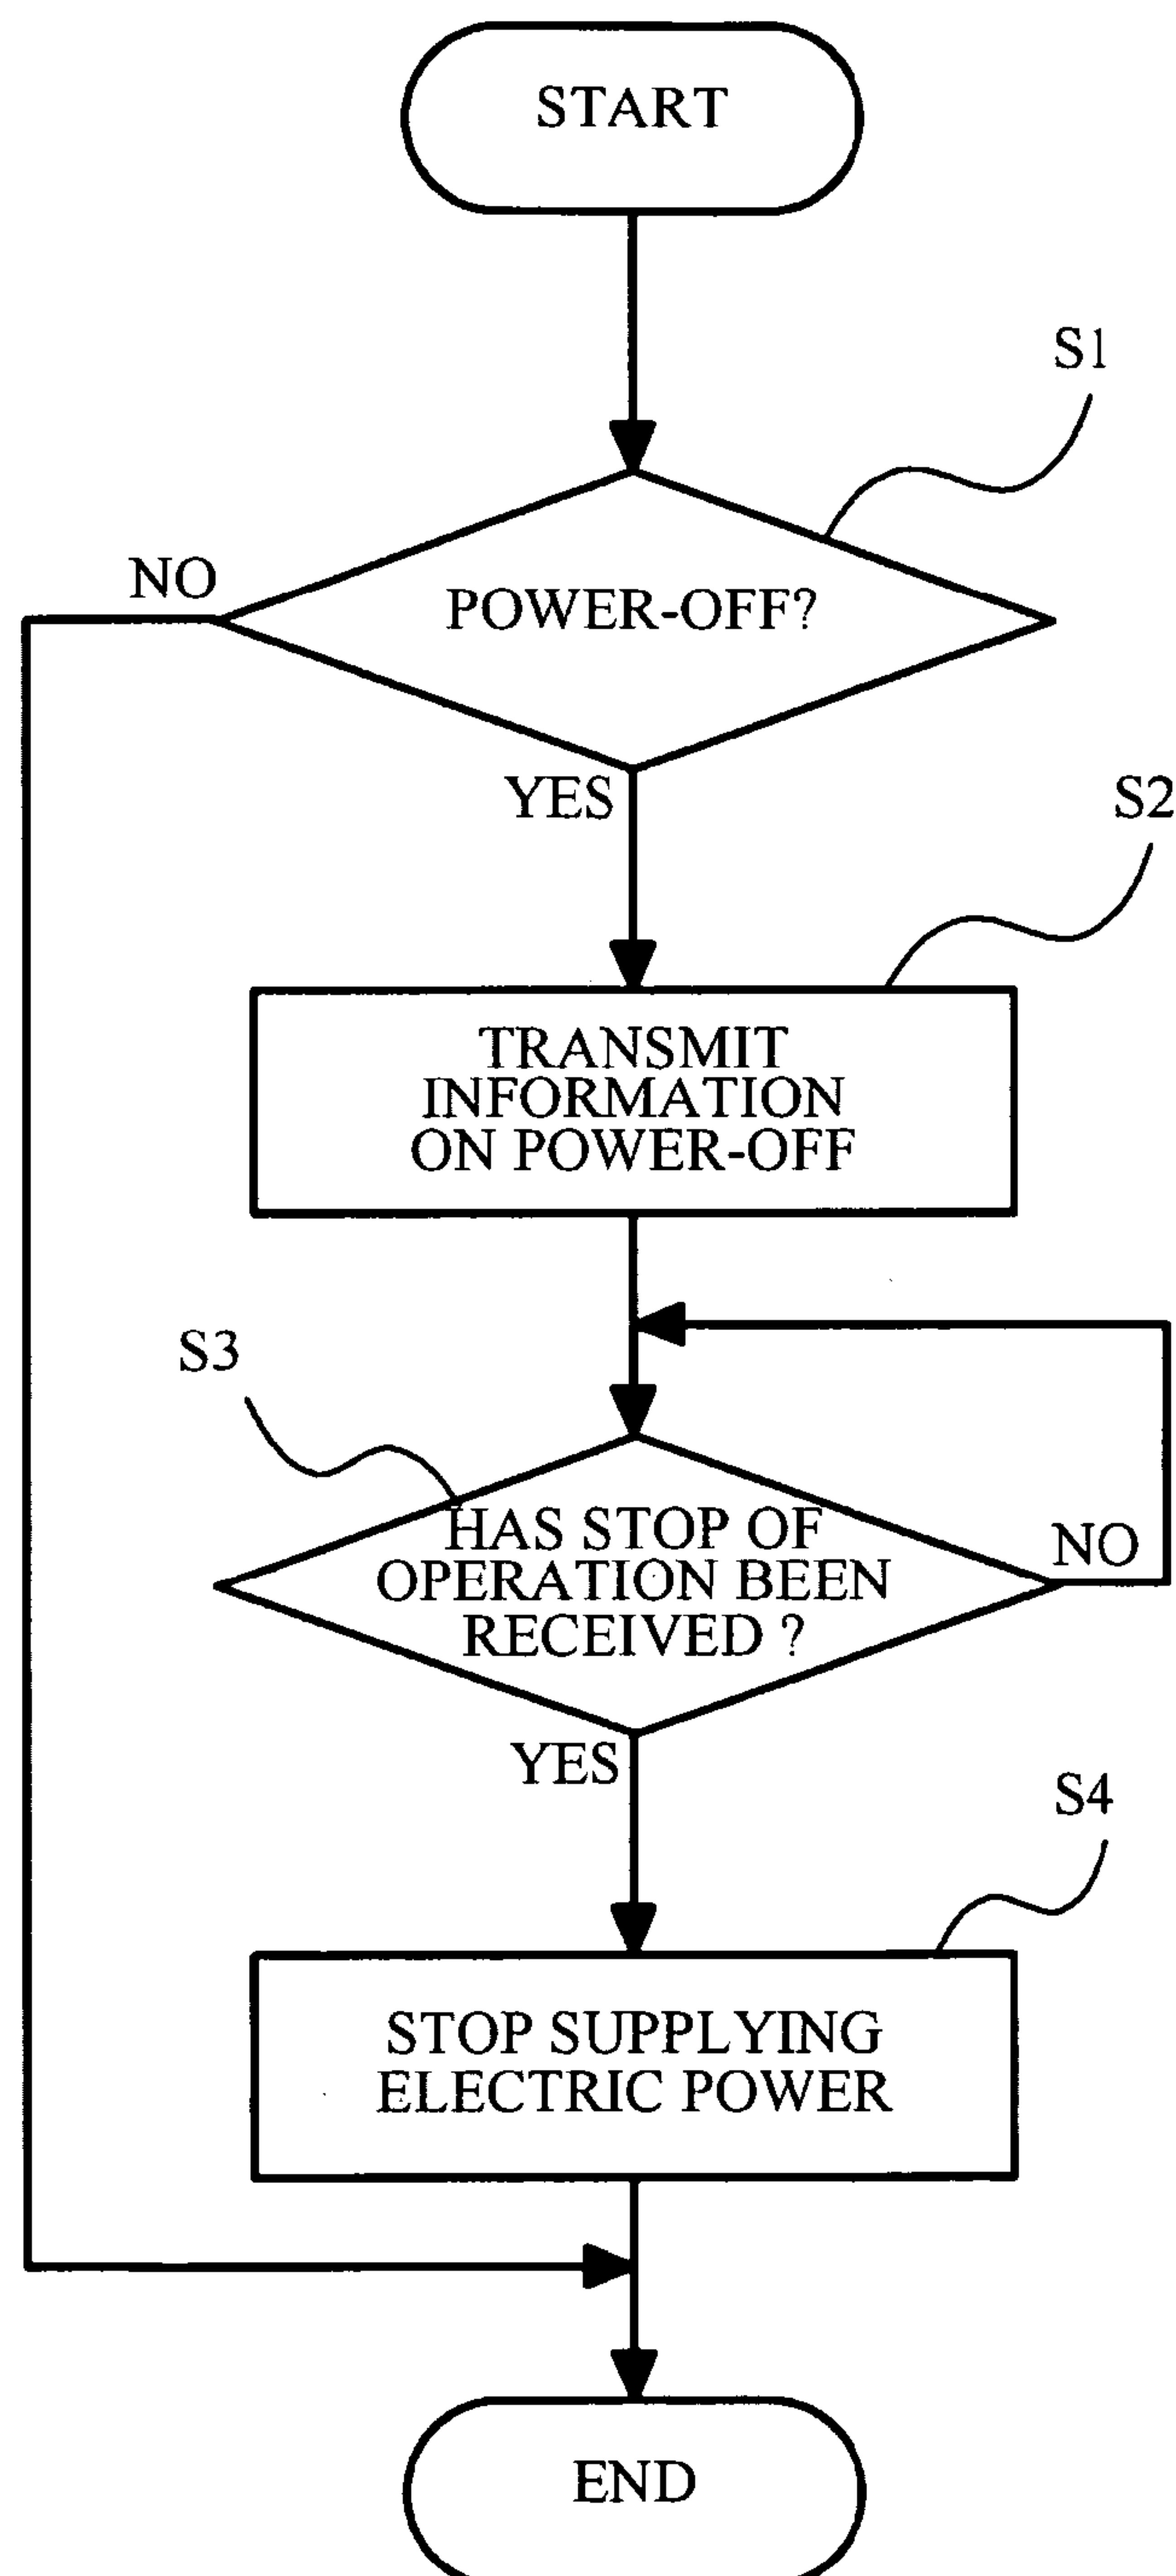 START
S1
NO
POWER-OFF?
YES
S2
TRANSMIT
INFORMATION
ON POWER-OFF
S3
HAS STOP OF
OPERATION BEEN
RECEIVED ?
NO
YES
S4
STOP SUPPLYING
ELECTRIC POWER
END